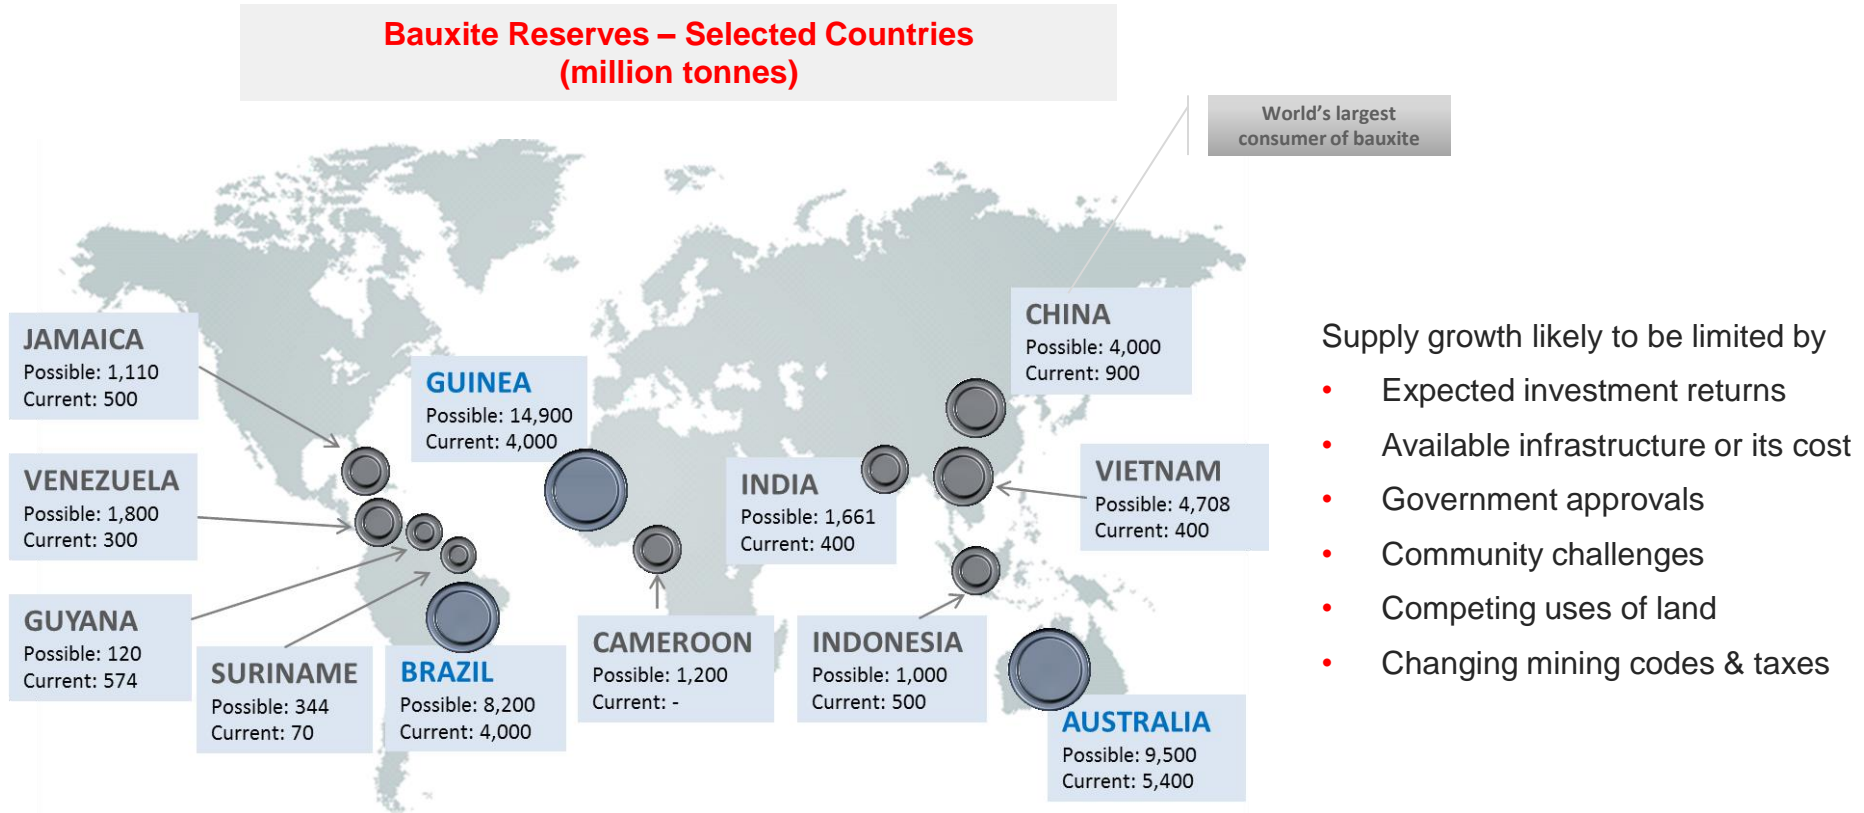 Bauxite Reserves – Selected Countries
(million tonnes)
World's largest
consumer of bauxite
JAMAICA
Possible: 1,110
Current: 500
VENEZUELA
Possible: 1,800
Current: 300
GUYANA
Possible: 120
Current: 574
SURINAME
Possible: 344
Current: 70
BRAZIL
Possible: 8,200
Current: 4,000
GUINEA
Possible: 14,900
Current: 4,000
CAMEROON
Possible: 1,200
Current: -
INDIA
Possible: 1,661
Current: 400
INDONESIA
Possible: 1,000
Current: 500
CHINA
Possible: 4,000
Current: 900
VIETNAM
Possible: 4,708
Current: 400
AUSTRALIA
Possible: 9,500
Current: 5,400
Supply growth likely to be limited by
• Expected investment returns
• Available infrastructure or its cost
• Government approvals
• Community challenges
• Competing uses of land
• Changing mining codes & taxes